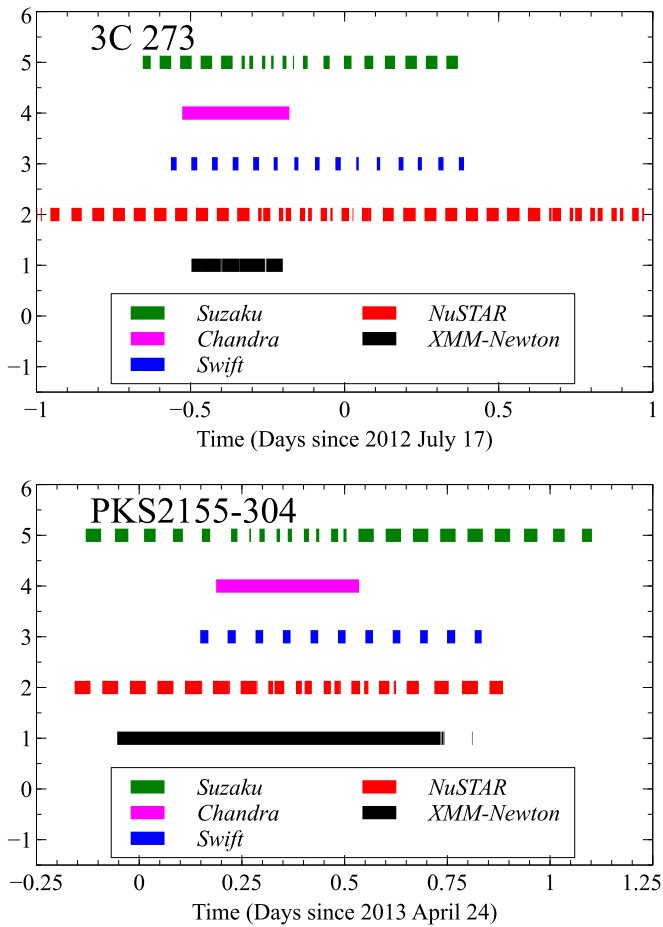 3C 273
6
5
4
3
2
1
0
−1
Suzaku NuSTAR
Chandra XMM-Newton
Swift
−1 −0.5 0 0.5 1
Time (Days since 2012 July 17)
PKS2155-304
6
5
4
3
2
1
0
−1
Suzaku NuSTAR
Chandra XMM-Newton
Swift
−0.25 0 0.25 0.5 0.75 1 1.25
Time (Days since 2013 April 24)